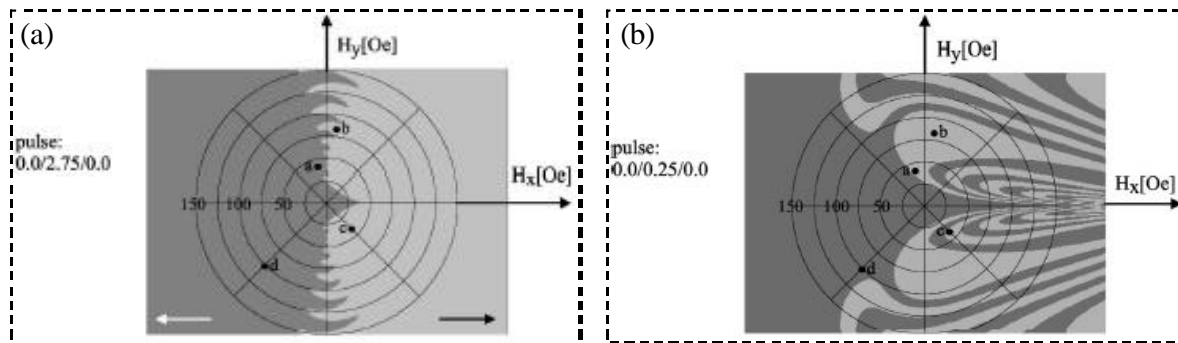 (a)
Hy[Oe]
pulse:
0.0/2.75/0.0
b
a
Hx[Oe]
150 100 50
c
d
(b)
Hy[Oe]
pulse:
0.0/0.25/0.0
b
a
Hx[Oe]
150 100 50
c
d